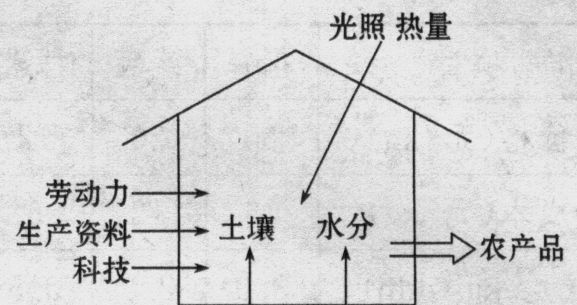 光照 热量
劳动力
生产资料
科技
土壤
水分
农产品